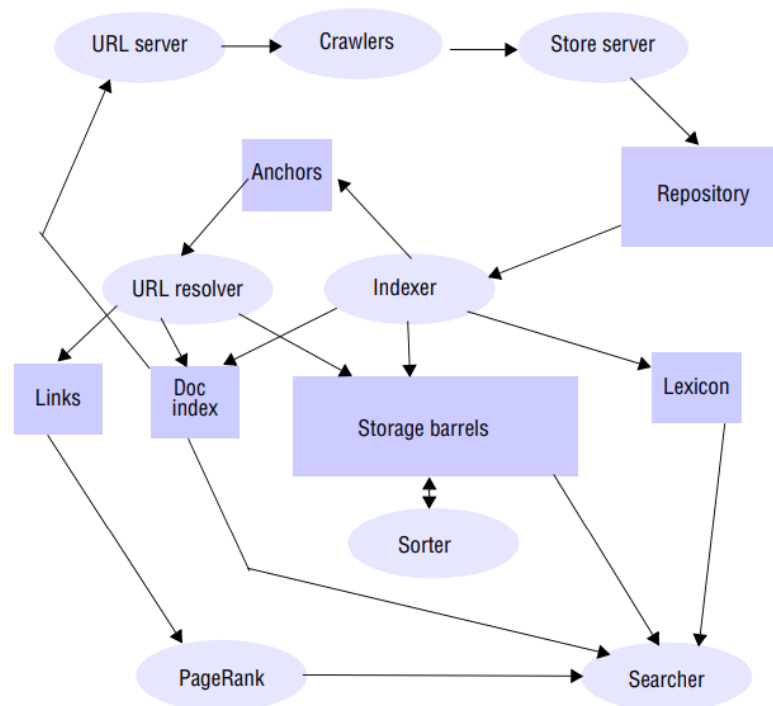 URL server
Crawlers
Store server
Anchors
Repository
URL resolver
Indexer
Links
Doc
index
Storage barrels
Lexicon
Sorter
PageRank
Searcher